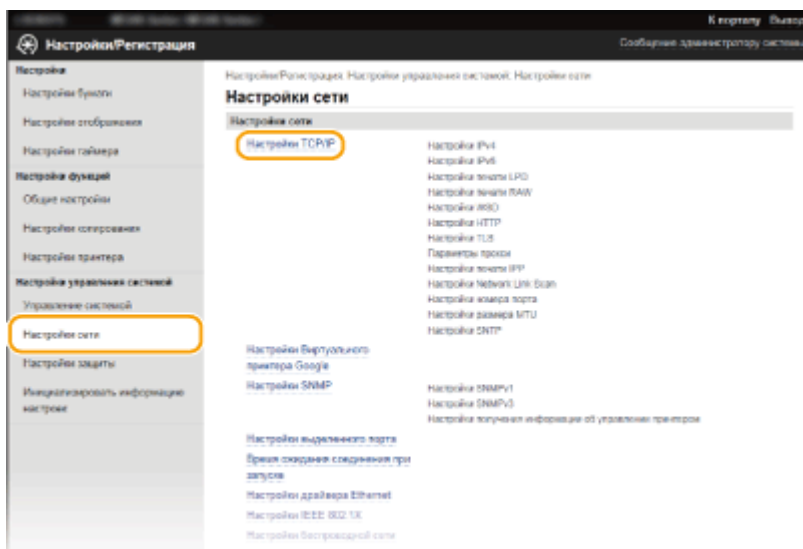 К порталу Выход
Настройки/Регистрация
Сообщение администратору системы
Настройки
Настройки бумаги
Настройки отображения
Настройки таймера
Настройки функций
Общие настройки
Настройки копирования
Настройки принтера
Настройки управления системой
Управление системой
Настройки сети
Настройки защиты
Инициализировать информацию
настроек
Настройки/Регистрация: Настройки управления системой: Настройки сети
Настройки сети
Настройки сети
Настройки TCP/IP
Настройки IPv4
Настройки IPv6
Настройки печати LPD
Настройки печати RAW
Настройки WSD
Настройки HTTP
Настройки TLS
Параметры прокси
Настройки печати IPP
Настройки Network Link Scan
Настройки номера порта
Настройки размера MTU
Настройки SNTP
Настройки Виртуального
принтера Google
Настройки SNMP
Настройки SNMPv1
Настройки SNMPv3
Настройки получения информации об управлении принтером
Настройки выделенного порта
Время ожидания соединения при
запуске
Настройки драйвера Ethernet
Настройки IEEE 802.1X
Настройки беспроводной сети